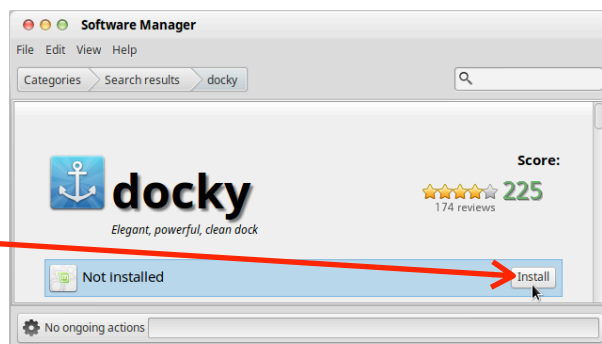 Software Manager
File Edit View Help
Categories Search results docky
Score:
docky
225
174 reviews
Elegant, powerful, clean dock
Not installed Install
No ongoing actions